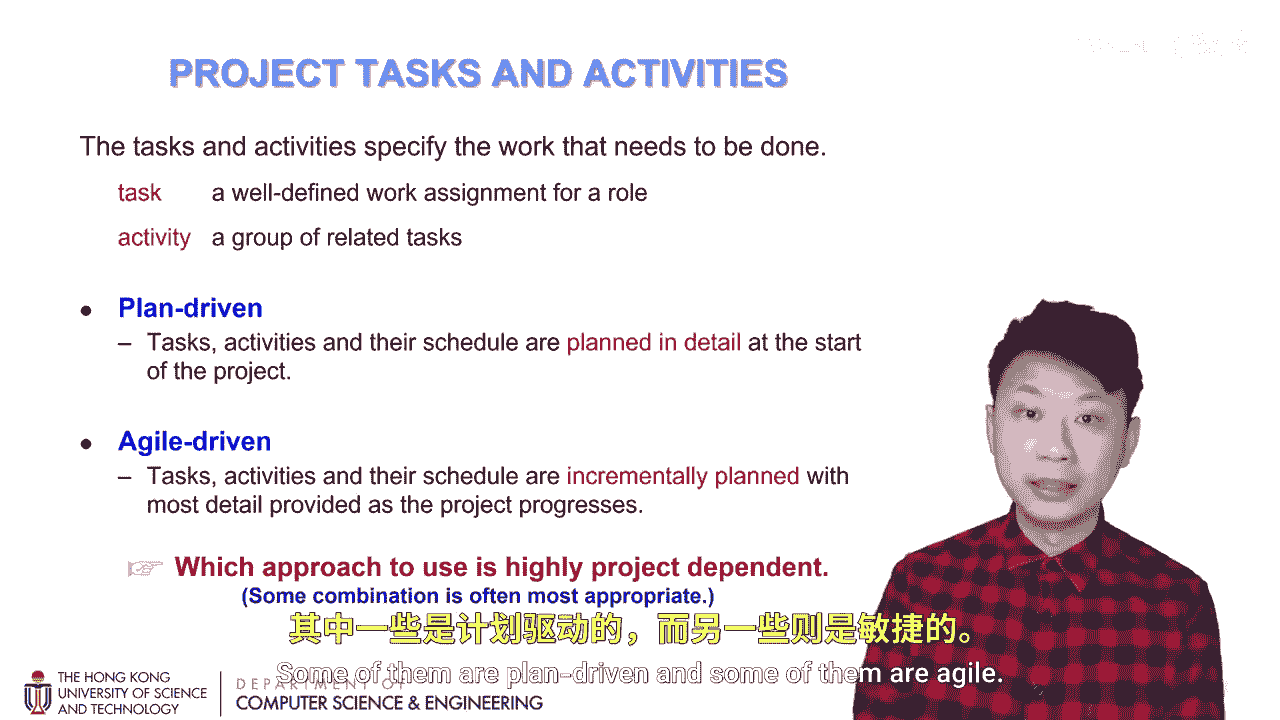 PROJECT TASKS AND ACTIVITIES
The tasks and activities specify the work that needs to be done.
task a well-defined work assignment for a role
activity a group of related tasks
● Plan-driven
– Tasks, activities and their schedule are planned in detail at the start
of the project.
● Agile-driven
– Tasks, activities and their schedule are incrementally planned with
most detail provided as the project progresses.
☞ Which approach to use is highly project dependent.
(Some combination is often most appropriate.)
其中一些是计划驱动的，而另一些则是敏捷的。
Some of them are plan-driven and some of them are agile.
THE HONG KONG
UNIVERSITY OF SCIENCE
AND TECHNOLOGY
DEPARTMENT OF
COMPUTER SCIENCE & ENGINEERING